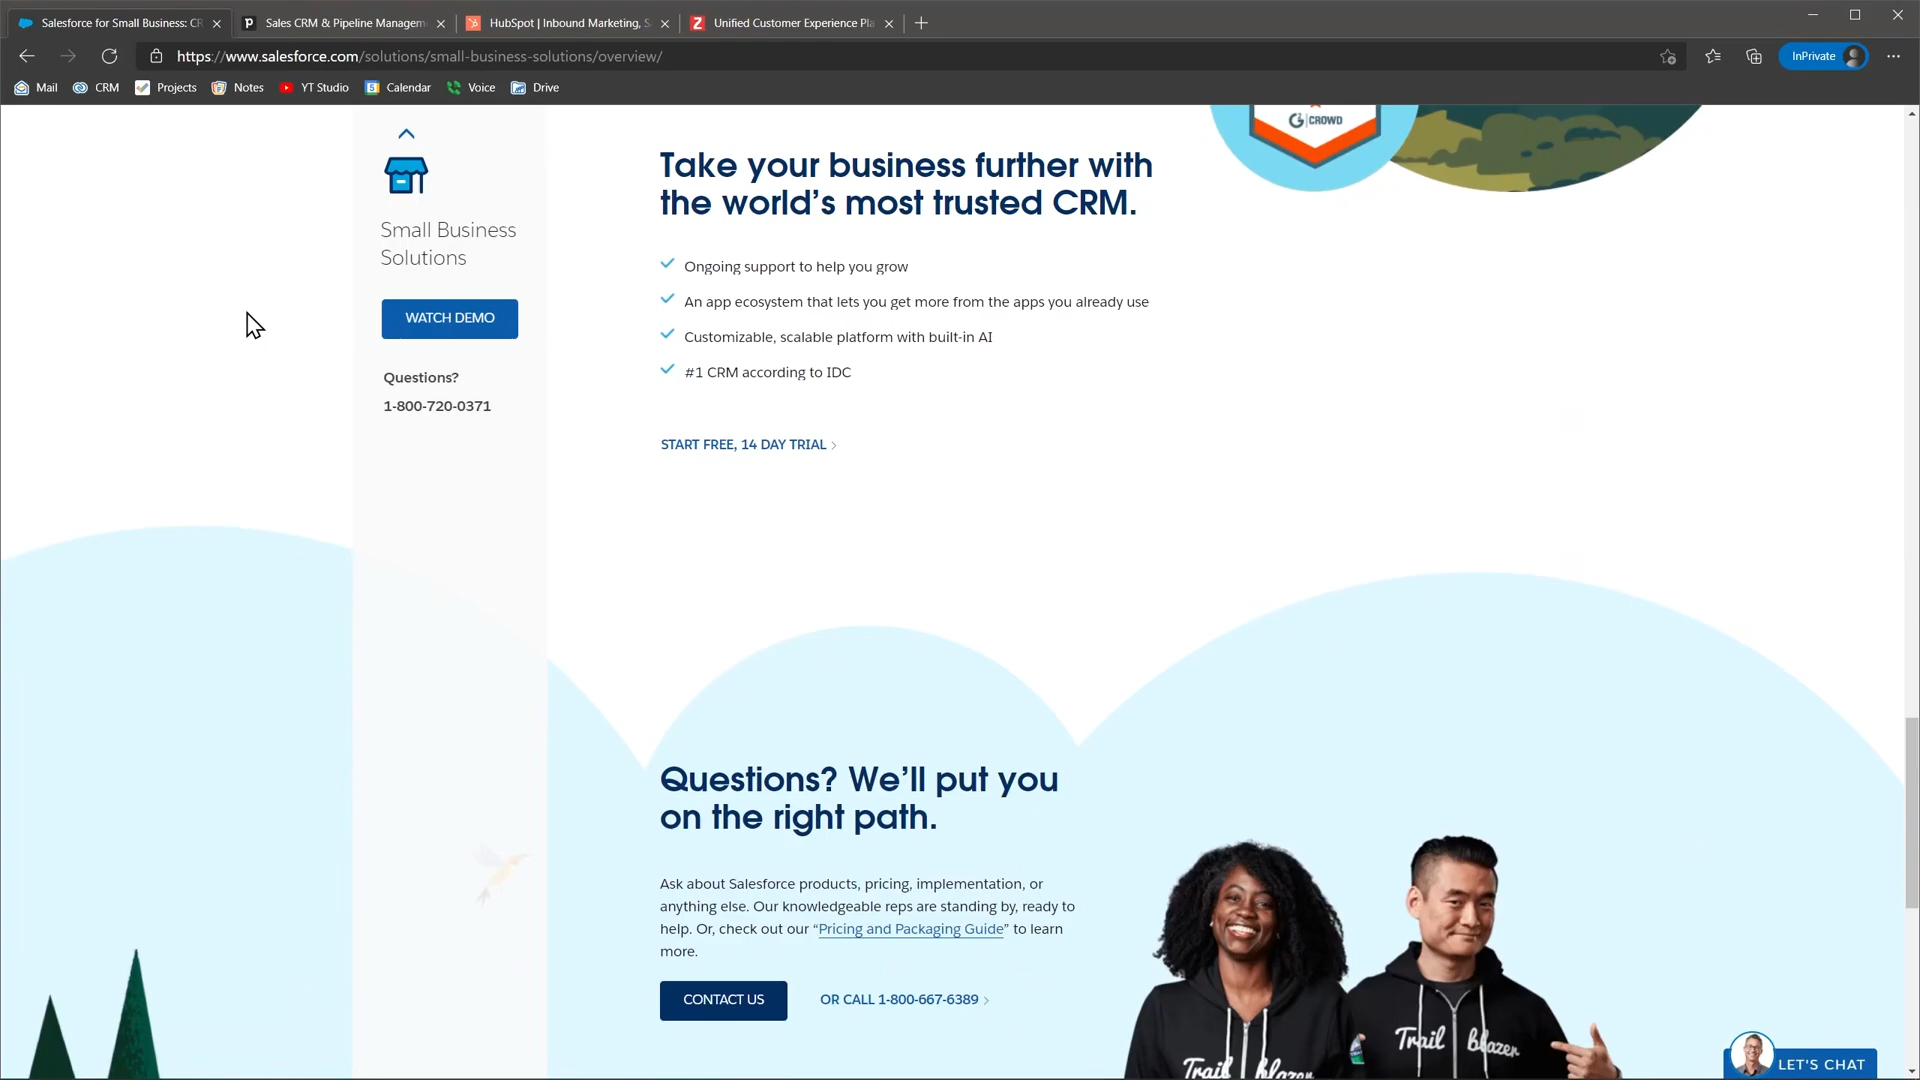 Salesforce for Small Business: CR
Sales CRM & Pipeline Managem
HubSpot | Inbound Marketing, S
Unified Customer Experience Pla
https://www.salesforce.com/solutions/small-business-solutions/overview/
InPrivate
Mail
CRM
Projects
Notes
YT Studio
Calendar
Voice
Drive
G2 | CROWD
Small Business
Solutions
WATCH DEMO
Questions?
1-800-720-0371
Take your business further with
the world’s most trusted CRM.
Ongoing support to help you grow
An app ecosystem that lets you get more from the apps you already use
Customizable, scalable platform with built-in AI
#1 CRM according to IDC
START FREE, 14 DAY TRIAL
Questions? We’ll put you
on the right path.
Ask about Salesforce products, pricing, implementation, or
anything else. Our knowledgeable reps are standing by, ready to
help. Or, check out our “Pricing and Packaging Guide” to learn
more.
CONTACT US
OR CALL 1-800-667-6389
Trail blazer
Trail blazer
LET'S CHAT